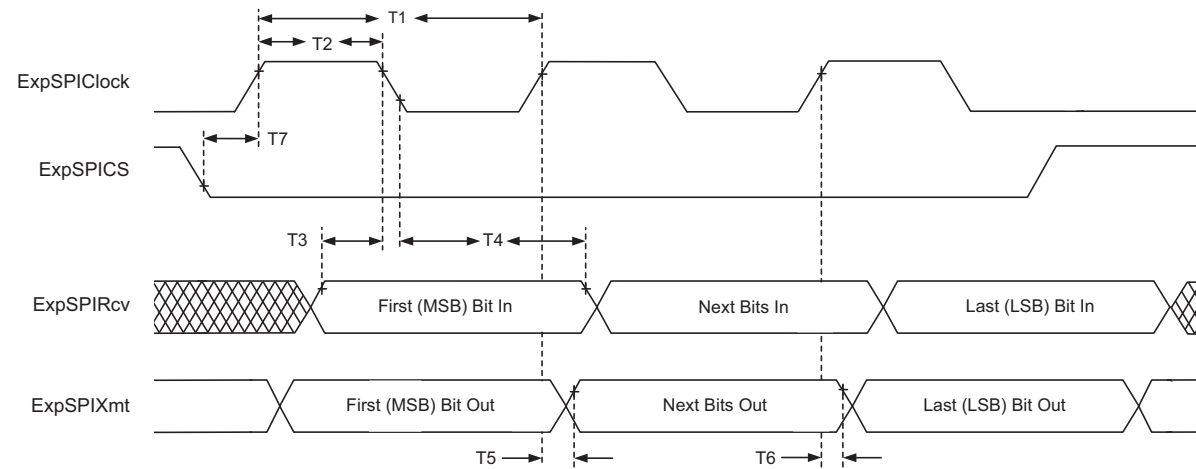 T1
T2
ExpSPIClock
T7
ExpSPICS
T3
T4
ExpSPIRcv
First (MSB) Bit In
Next Bits In
Last (LSB) Bit In
ExpSPIXmt
First (MSB) Bit Out
Next Bits Out
Last (LSB) Bit Out
T5
T6